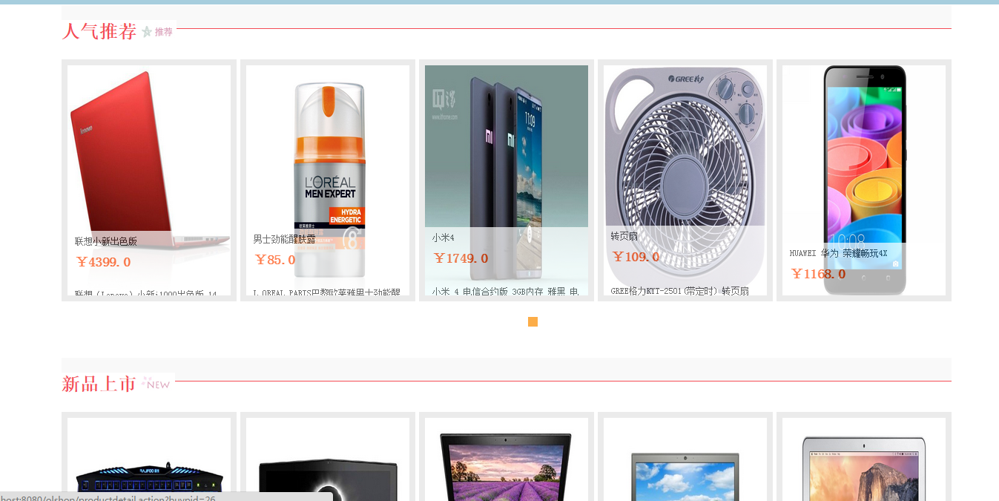 人气推荐 推荐
lenovo
联想小新出色版
￥4399.0
联想（Lenovo）小新i1000出色版 14
L'ORÉAL
MEN EXPERT
HYDRA
ENERGETIC
男士劲能醒肤露
￥85.0
L.OREAL PARIS巴黎欧莱雅男士劲能醒
IT之家
www.ithome.com
11:09
小米4
￥1749.0
小米 4 电信合约版 3GB内存 雅黑 电
GREE格力
转页扇
￥109.0
GREE格力KYT-2501(带定时) 转页扇
10:08
HUAWEI 华为 荣耀畅玩4X
￥1168.0
新品上市 NEW
RAJFOO
host:8080/olshop/productdetail.action?buypid=26